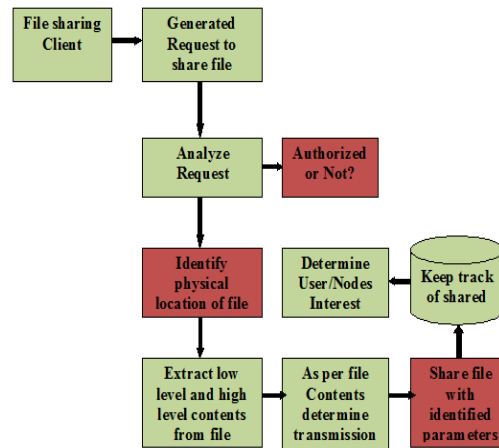 File sharing
Client
Generated
Request to
share file
Analyze
Request
Authorized
or Not?
Identify
physical
location of file
Determine
User/Nodes
Interest
Keep track
of shared
Extract low
level and high
level contents
from file
As per file
Contents
determine
transmission
Share file
with
identified
parameters